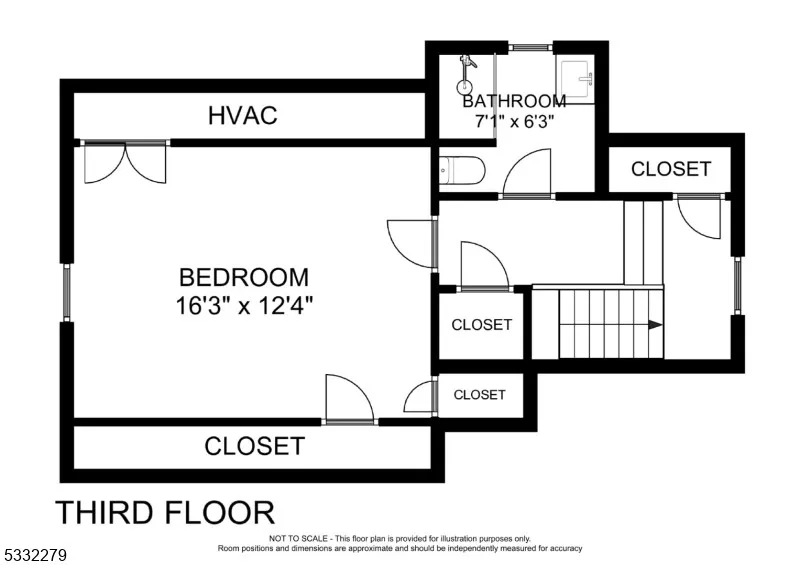 HVAC
BATHROOM
7'1" x 6'3"
CLOSET
BEDROOM
16'3" x 12'4"
CLOSET
CLOSET
CLOSET
THIRD FLOOR
NOT TO SCALE - This floor plan is provided for illustration purposes only.
Room positions and dimensions are approximate and should be independently measured for accuracy
5332279